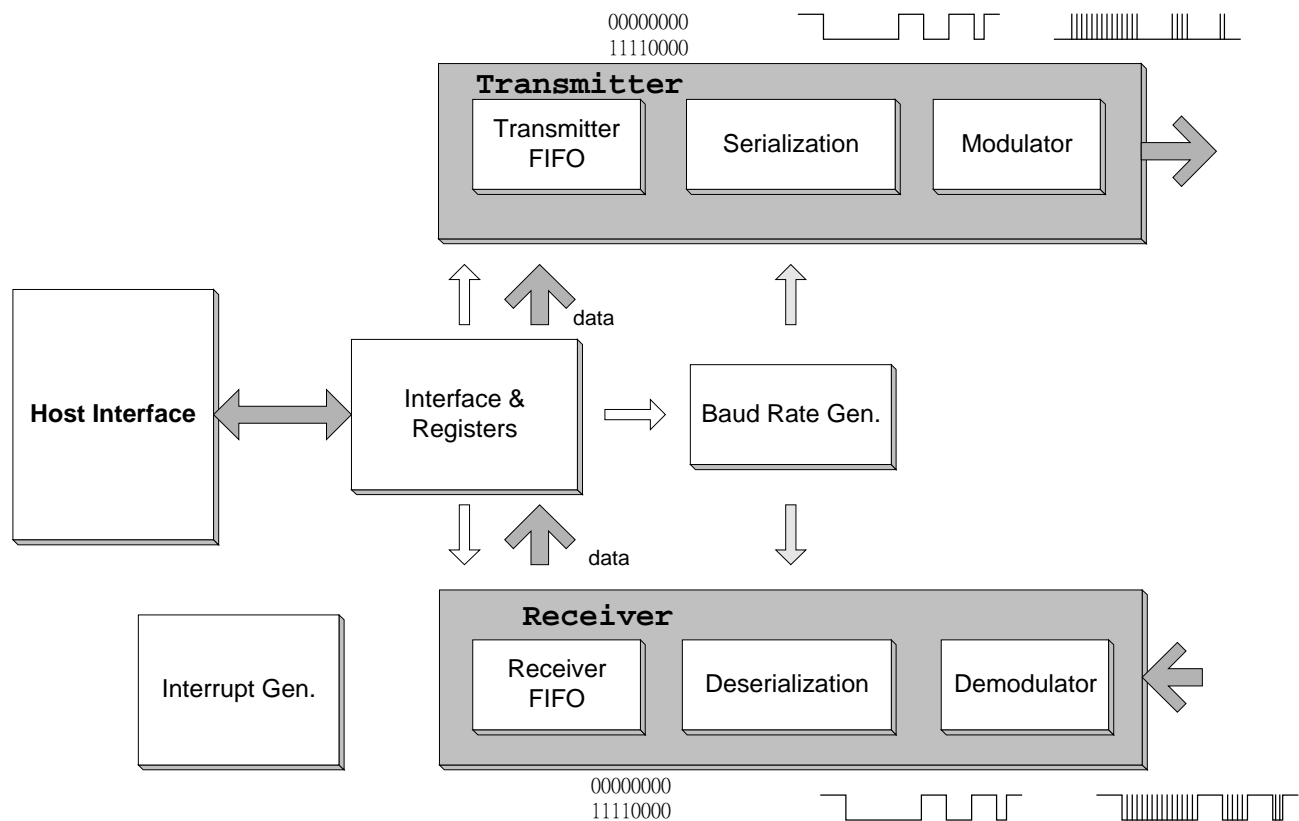 00000000
11110000
Transmitter
Transmitter
FIFO
Serialization
Modulator
data
Host Interface
Interface &
Registers
Baud Rate Gen.
data
Receiver
Interrupt Gen.
Receiver
FIFO
Deserialization
Demodulator
00000000
11110000